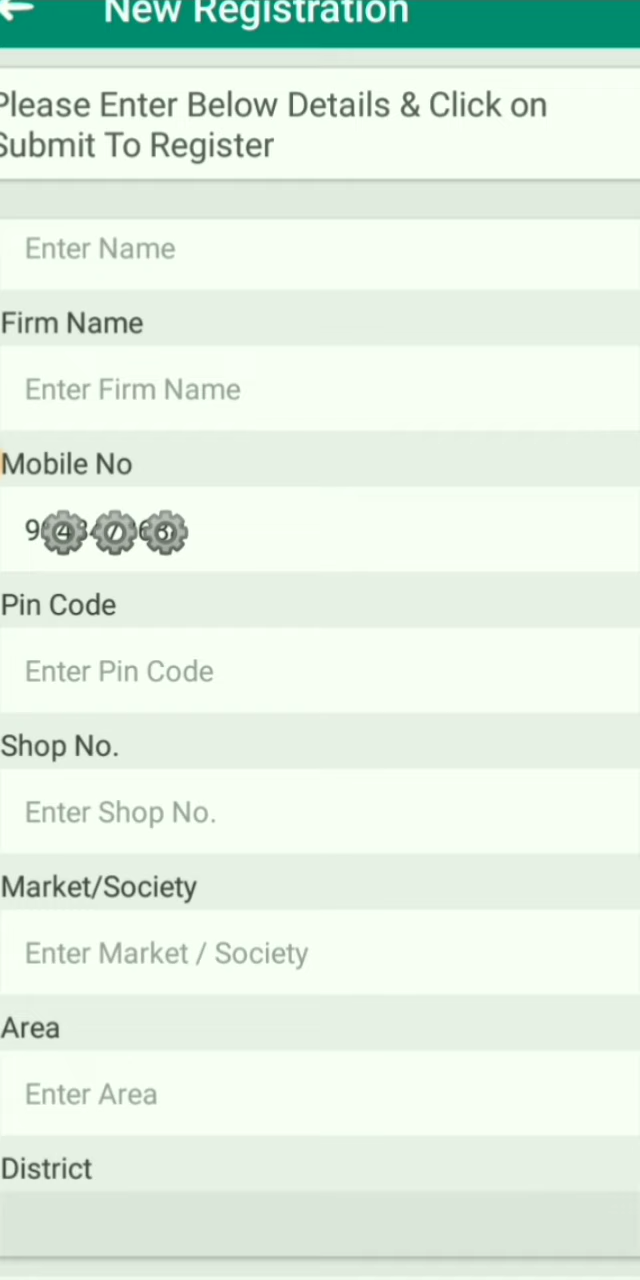 New Registration
Please Enter Below Details & Click on
Submit To Register
Enter Name
Firm Name
Enter Firm Name
Mobile No
Pin Code
Enter Pin Code
Shop No.
Enter Shop No.
Market/Society
Enter Market / Society
Area
Enter Area
District